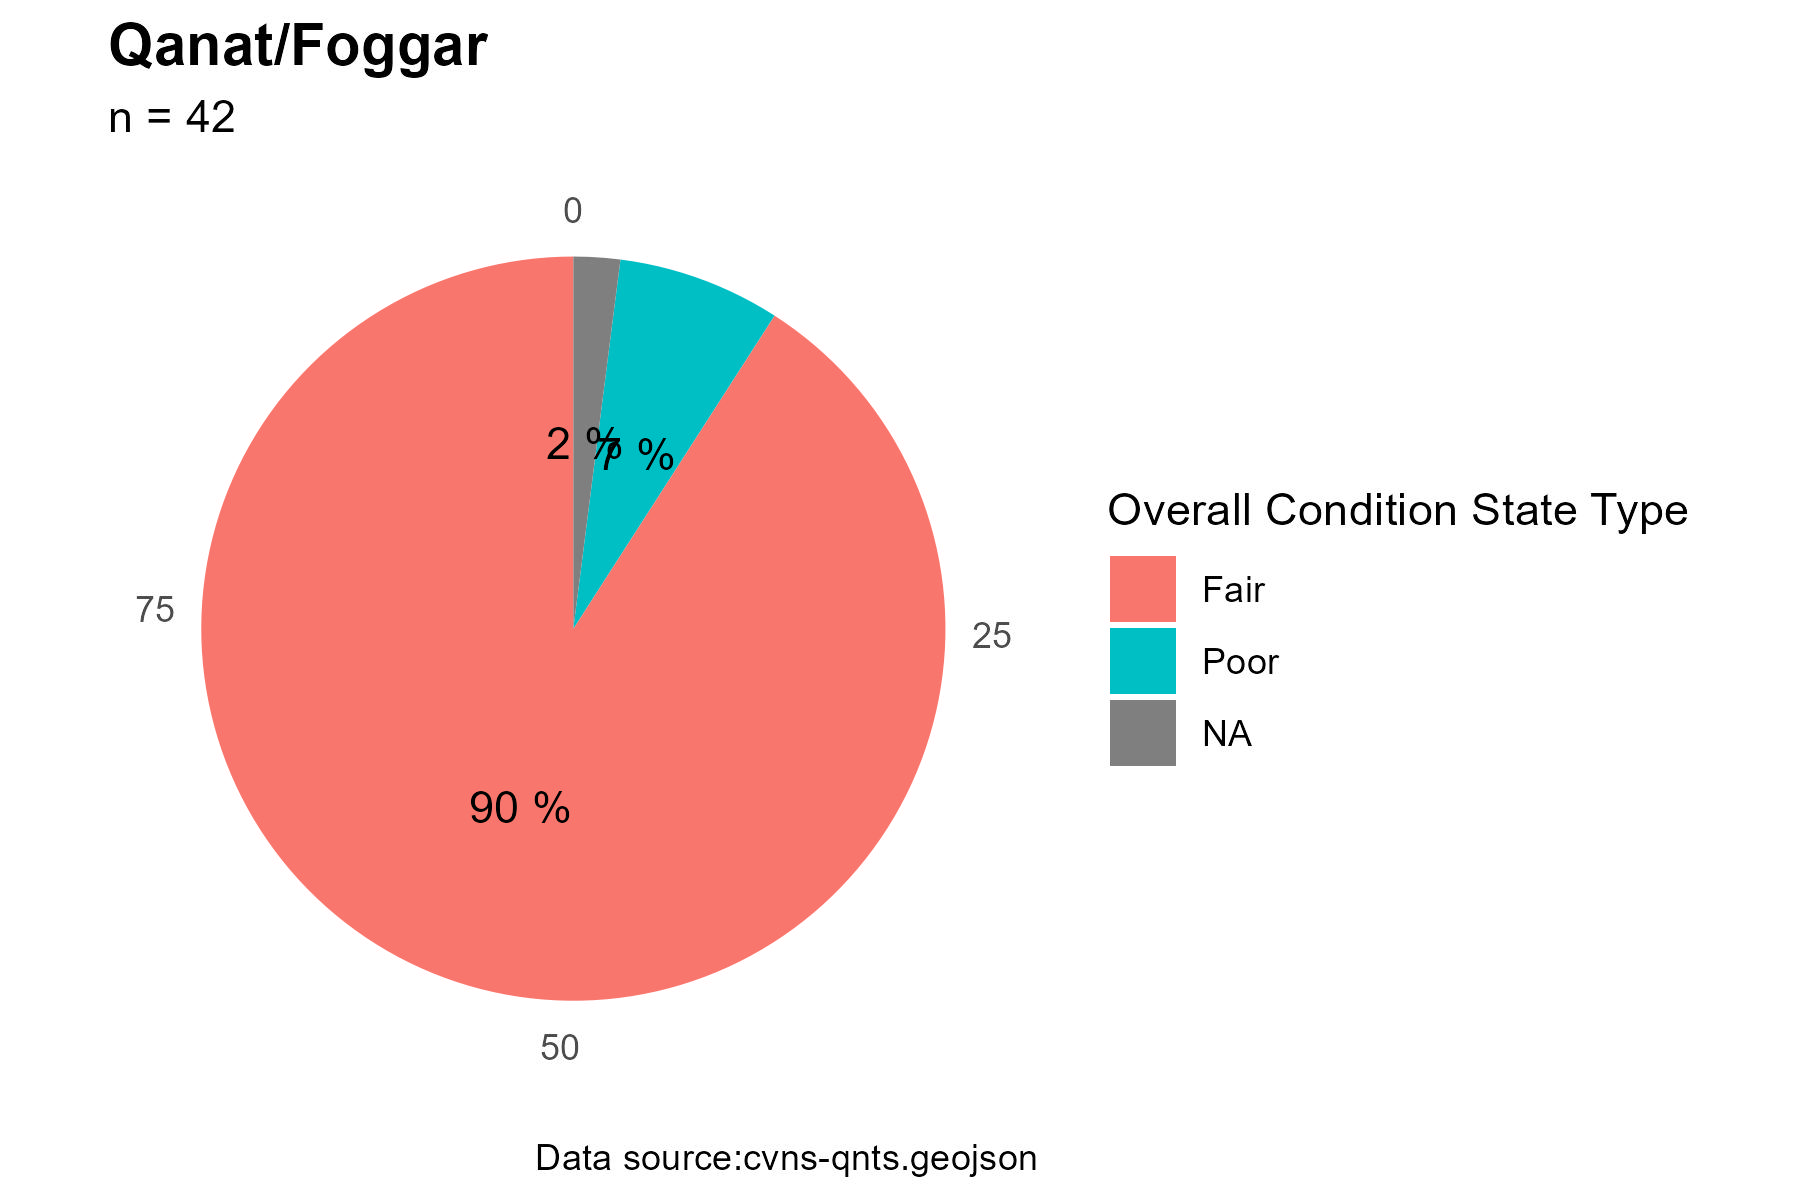 Qanat/Foggar
n = 42
0
2 %
7 %
75
25
90 %
50
Overall Condition State Type
Fair
Poor
NA
Data source:cvns-qnts.geojson